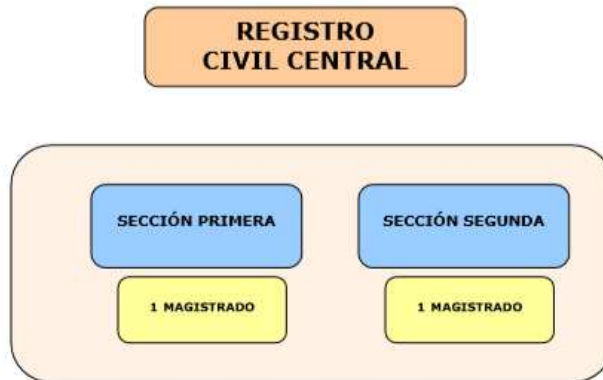 REGISTRO
CIVIL CENTRAL
SECCIÓN PRIMERA
SECCIÓN SEGUNDA
1 MAGISTRADO
1 MAGISTRADO